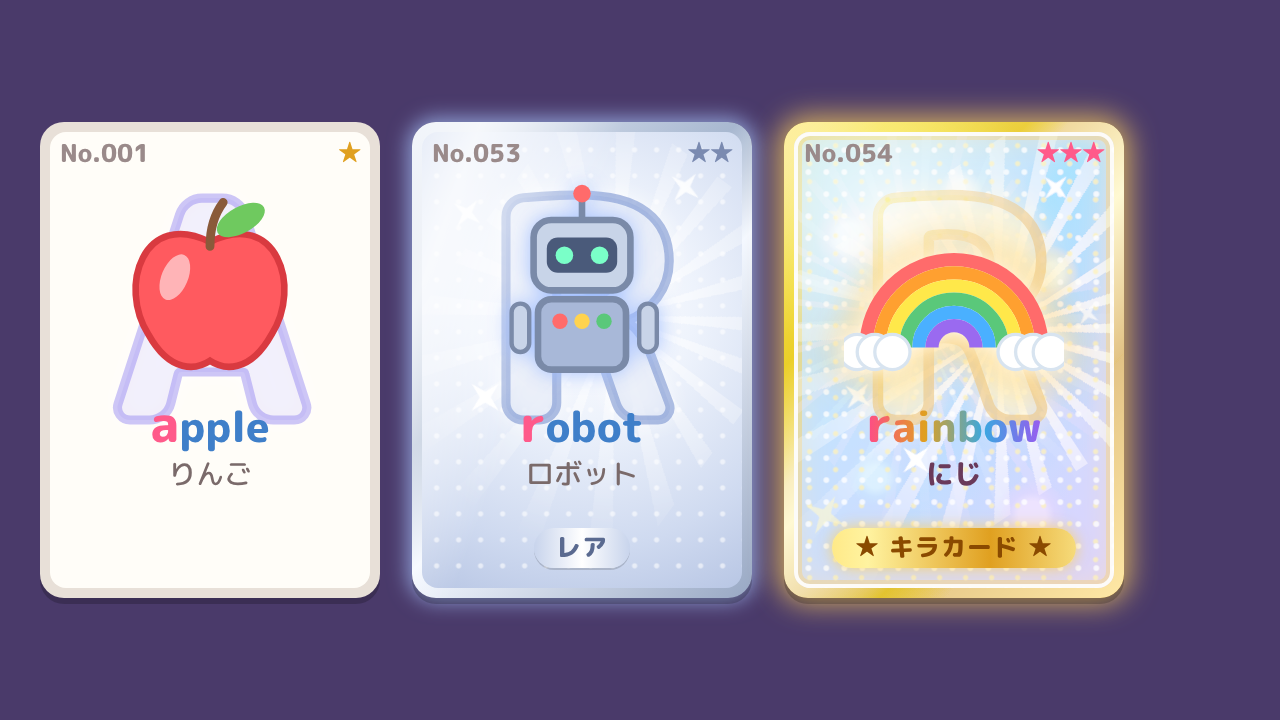 No.001 ★
A
apple
りんご
No.053 ★★
R
robot
ロボット
レア
No.054 ★★★
R
rainbow
にじ
★ キラカード ★